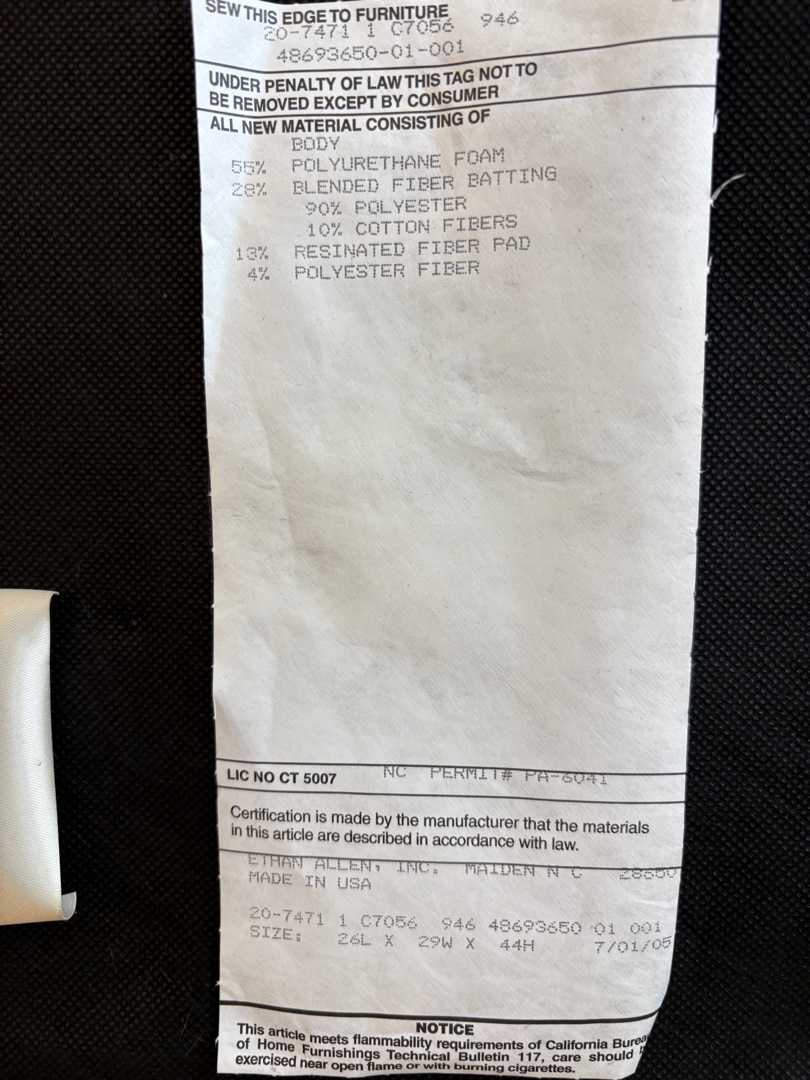 SEW THIS EDGE TO FURNITURE
20-7471 1 C7056 946
48693650-01-001
UNDER PENALTY OF LAW THIS TAG NOT TO
BE REMOVED EXCEPT BY CONSUMER
ALL NEW MATERIAL CONSISTING OF
BODY
55% POLYURETHANE FOAM
28% BLENDED FIBER BATTING
90% POLYESTER
10% COTTON FIBERS
13% RESINATED FIBER PAD
4% POLYESTER FIBER
LIC NO CT 5007 NC PERMIT# PA-6041
Certification is made by the manufacturer that the materials
in this article are described in accordance with law.
ETHAN ALLEN, INC. MAIDEN N C 28650
MADE IN USA
20-7471 1 C7056 946 48693650 01 001
SIZE: 26L X 29W X 44H 7/01/05
NOTICE
This article meets flammability requirements of California Burea
of Home Furnishings Technical Bulletin 117, care should
exercised near open flame or with burning cigarettes.